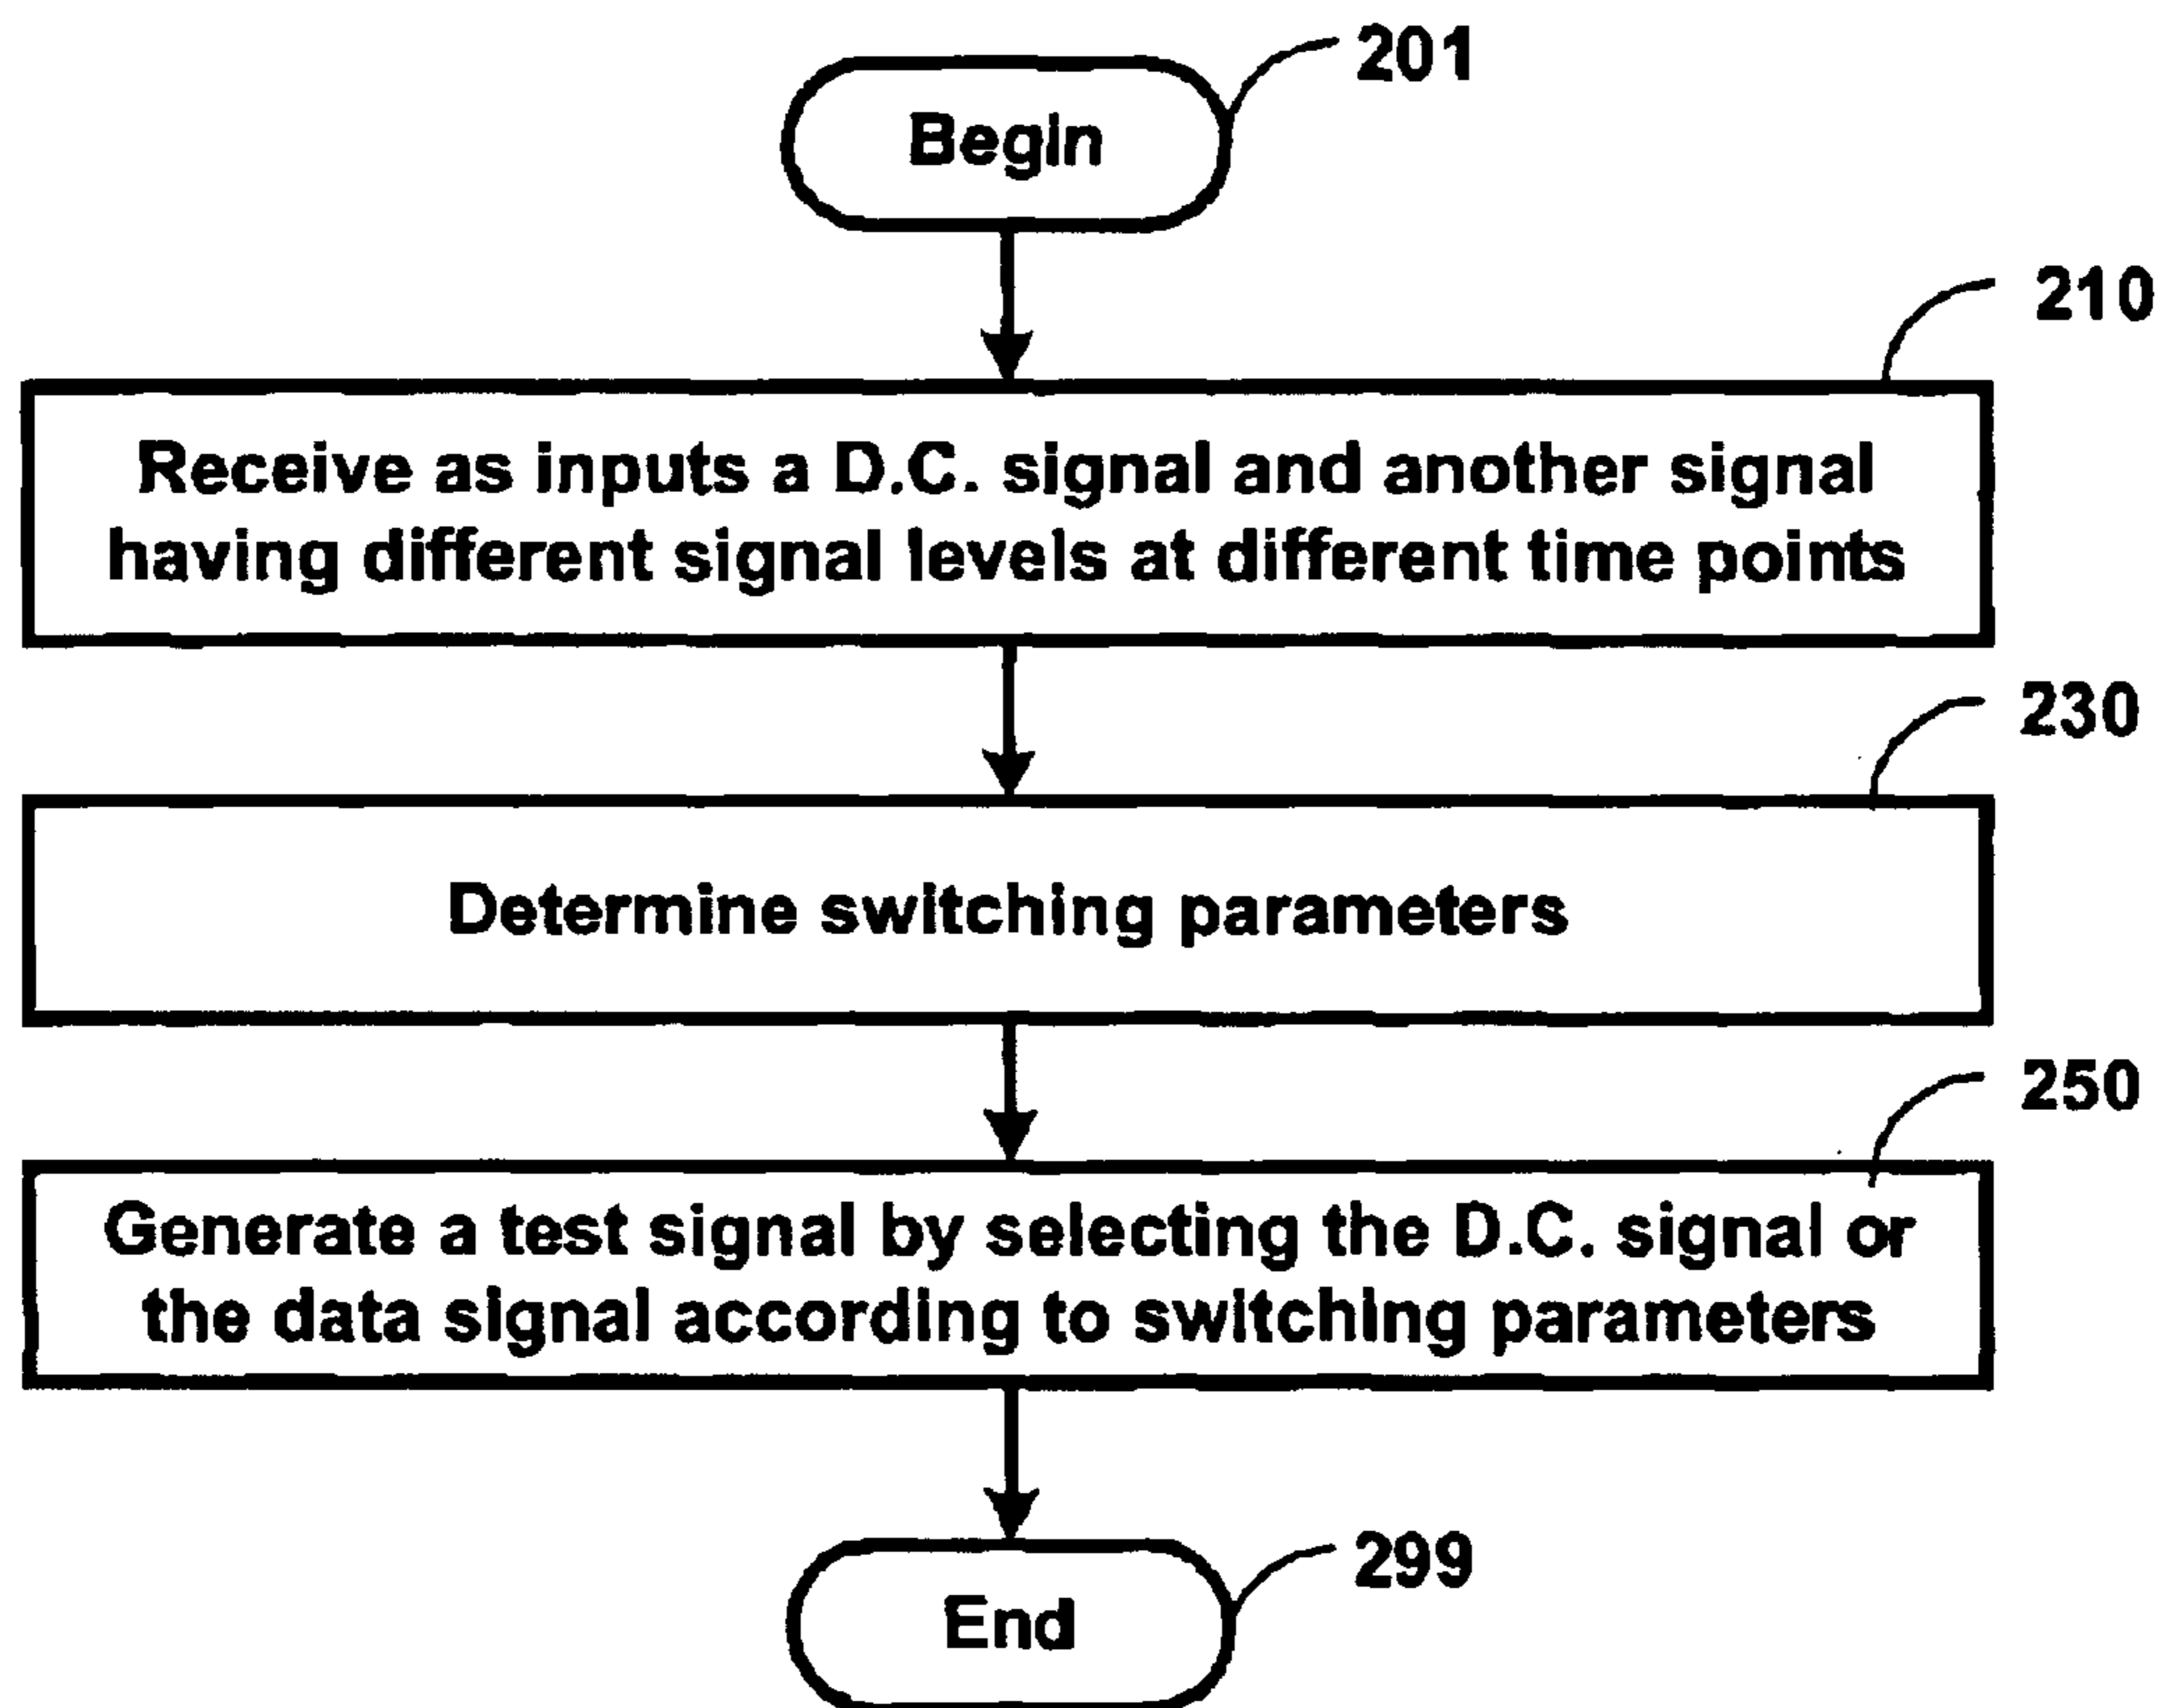 201
Begin
210
Receive as inputs a D.C. signal and another signal
having different signal levels at different time points
230
Determine switching parameters
250
Generate a test signal by selecting the D.C. signal or
the data signal according to switching parameters
299
End